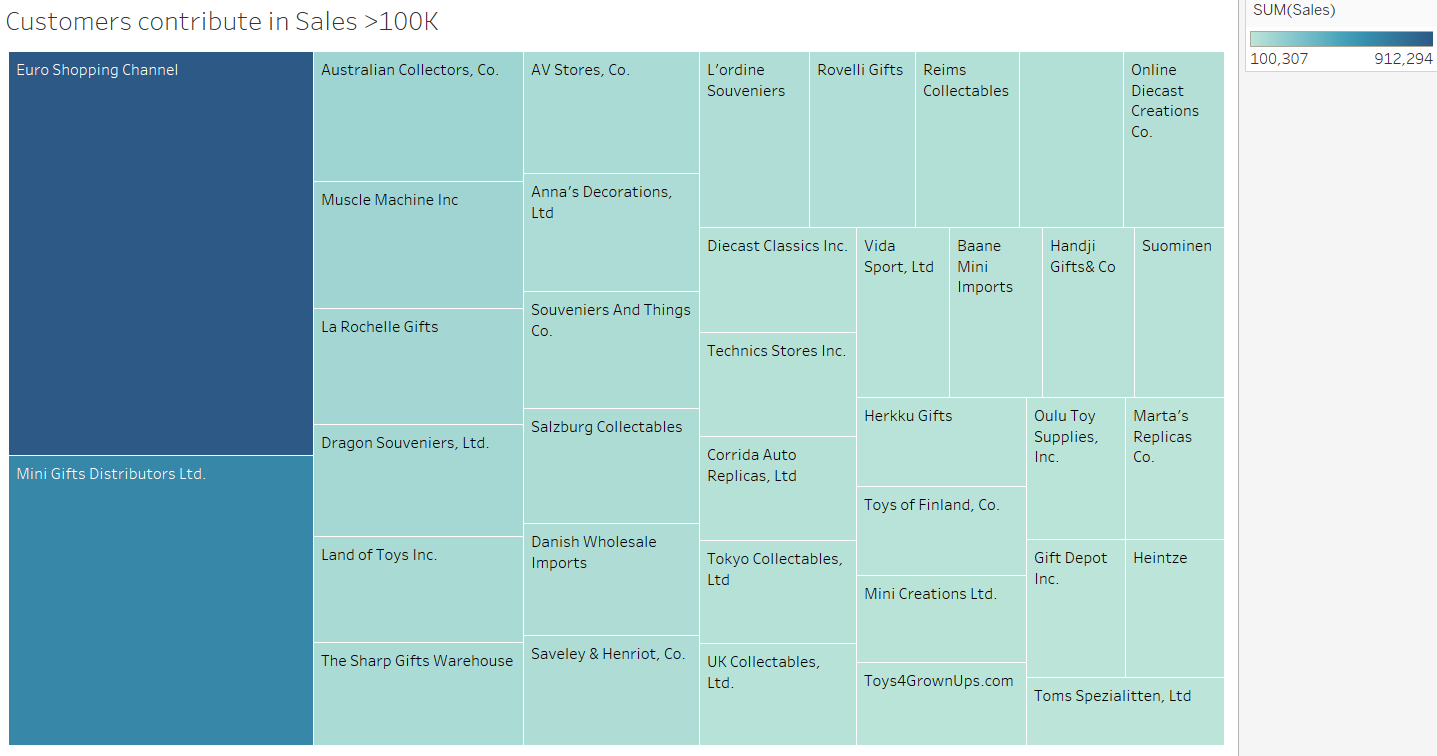 Customers contribute in Sales >100K
SUM(Sales)
100,307 912,294
Euro Shopping Channel
Mini Gifts Distributors Ltd.
Australian Collectors, Co.
Muscle Machine Inc
La Rochelle Gifts
Dragon Souveniers, Ltd.
Land of Toys Inc.
The Sharp Gifts Warehouse
AV Stores, Co.
Anna's Decorations,
Ltd
Souveniers And Things
Co.
Salzburg Collectables
Danish Wholesale
Imports
Saveley & Henriot, Co.
L'ordine
Souveniers
Rovelli Gifts
Reims
Collectables
Online
Diecast
Creations
Co.
Diecast Classics Inc.
Technics Stores Inc.
Corrida Auto
Replicas, Ltd
Tokyo Collectables,
Ltd
UK Collectables,
Ltd.
Vida
Sport, Ltd
Baane
Mini
Imports
Handji
Gifts& Co
Suominen
Herkku Gifts
Toys of Finland, Co.
Mini Creations Ltd.
Toys4GrownUps.com
Oulu Toy
Supplies,
Inc.
Marta's
Replicas
Co.
Gift Depot
Inc.
Heintze
Toms Spezialitten, Ltd